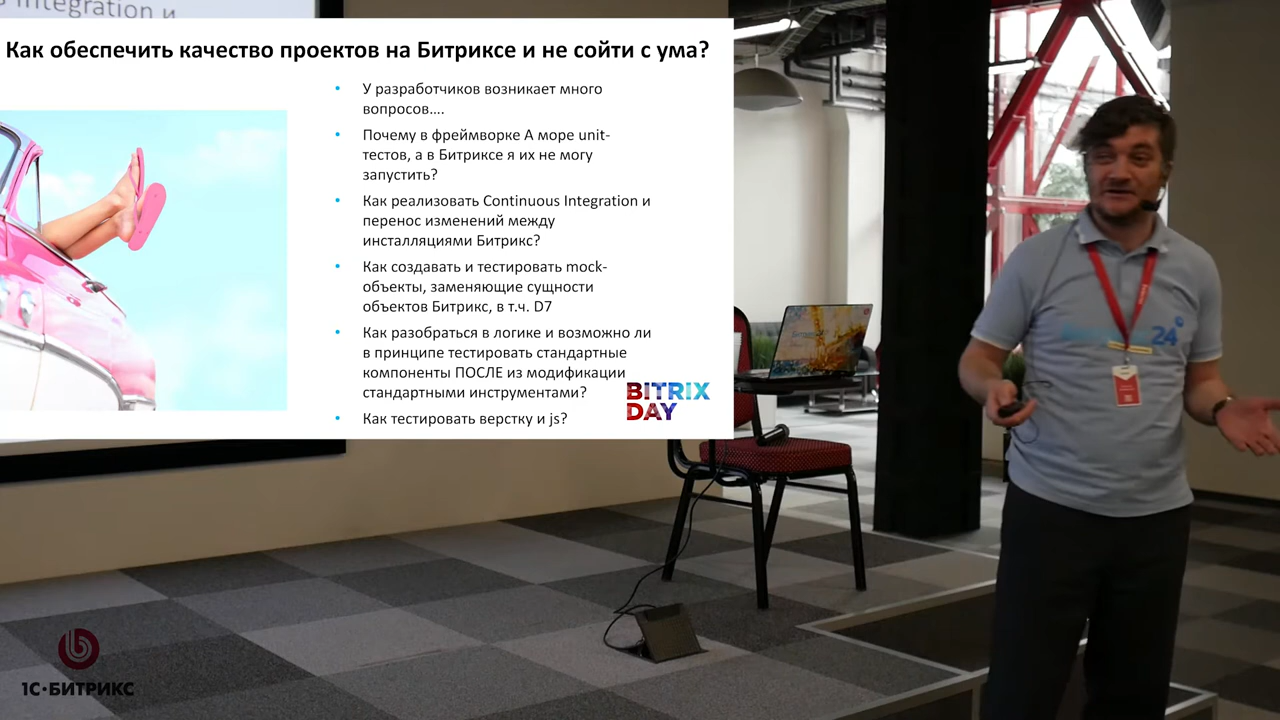 Integration и
Как обеспечить качество проектов на Битриксе и не сойти с ума?
• У разработчиков возникает много
вопросов....
• Почему в фреймворке А море unit-
тестов, а в Битриксе я их не могу
запустить?
• Как реализовать Continuous Integration и
перенос изменений между
инсталляциями Битрикс?
• Как создавать и тестировать mock-
объекты, заменяющие сущности
объектов Битрикс, в т.ч. D7
• Как разобраться в логике и возможно ли
в принципе тестировать стандартные
компоненты ПОСЛЕ из модификации
стандартными инструментами?
• Как тестировать верстку и js?
BITRIX
DAY
24
1С·БИТРИКС